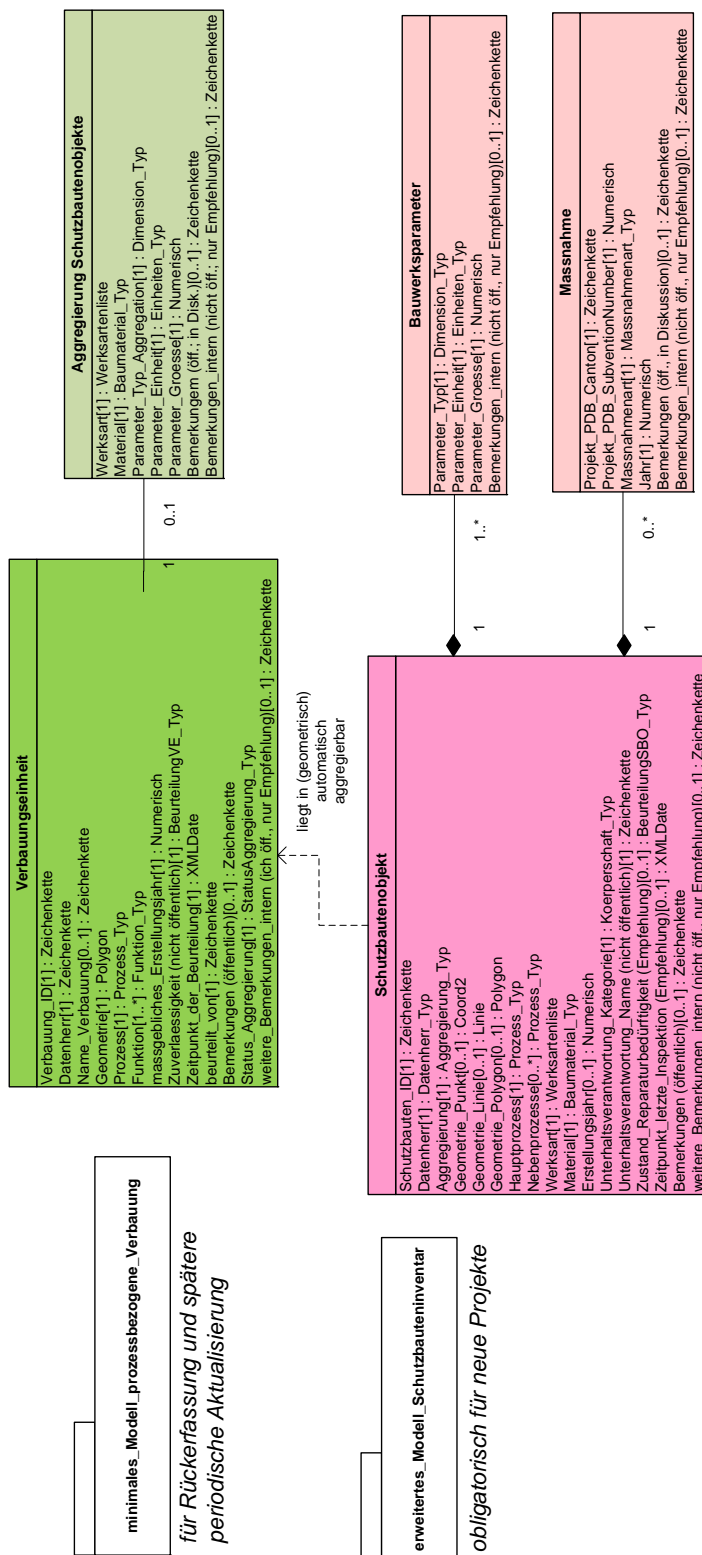 minimales_Modell_prozessbezogene_Verbauung
für Rückerfassung und spätere
periodische Aktualisierung
Verbauungseinheit
Verbauung_ID[1] : Zeichenkette
Datenherr[1] : Zeichenkette
Name_Verbauung[0..1] : Zeichenkette
Geometrie[1] : Polygon
Prozess[1] : Prozess_Typ
Funktion[1..*] : Funktion_Typ
massgebliches_Erstellungsjahr[1] : Numerisch
Zuverlaessigkeit (nicht öffentlich)[1] : BeurteilungVE_Typ
Zeitpunkt_der_Beurteilung[1] : XMLDate
beurteilt_von[1] : Zeichenkette
Bemerkungen (öffentlich)[0..1] : Zeichenkette
Status_Aggregierung[1] : StatusAggregierung_Typ
weitere_Bemerkungen_intern (ich öff., nur Empfehlung)[0..1] : Zeichenkette
1
0..1
Aggregierung Schutzbautenobjekte
Werksart[1] : Werksartenliste
Material[1] : Baumaterial_Typ
Parameter_Typ_Aggregation[1] : Dimension_Typ
Parameter_Einheit[1] : Einheiten_Typ
Parameter_Groesse[1] : Numerisch
Bemerkungem (öff.; in Disk.)[0..1] : Zeichenkette
Bemerkungen_intern (nicht öff.; nur Empfehlung)[0..1] : Zeichenkette
liegt in (geometrisch)
automatisch
aggregierbar
erweitertes_Modell_Schutzbauteninventar
obligatorisch für neue Projekte
Schutzbautenobjekt
Schutzbauten_ID[1] : Zeichenkette
Datenherr[1] : Datenherr_Typ
Aggregierung[1] : Aggregierung_Typ
Geometrie_Punkt[0..1] : Coord2
Geometrie_Linie[0..1] : Linie
Geometrie_Polygon[0..1] : Polygon
Hauptprozess[1] : Prozess_Typ
Nebenprozesse[0..*] : Prozess_Typ
Werksart[1] : Werksartenliste
Material[1] : Baumaterial_Typ
Erstellungsjahr[0..1] : Numerisch
Unterhaltsverantwortung_Kategorie[1] : Koerperschaft_Typ
Unterhaltsverantwortung_Name (nicht öffentlich)[1] : Zeichenkette
Zustand_Reparaturbedürftigkeit (Empfehlung)[0..1] : BeurteilungSBO_Typ
Zeitpunkt_letzte_Inspektion (Empfehlung)[0..1] : XMLDate
Bemerkungen (öffentlich)[0..1] : Zeichenkette
weitere_Bemerkungen_intern (nicht öff., nur Empfehlung)[0..1] : Zeichenkette
1
1..*
Bauwerksparameter
Parameter_Typ[1] : Dimension_Typ
Parameter_Einheit[1] : Einheiten_Typ
Parameter_Groesse[1] : Numerisch
Bemerkungen_intern (nicht öff., nur Empfehlung)[0..1] : Zeichenkette
1
0..*
Massnahme
Projekt_PDB_Canton[1] : Zeichenkette
Projekt_PDB_SubventionNumber[1] : Numerisch
Massnahmenart[1] : Massnahmenart_Typ
Jahr[1] : Numerisch
Bemerkungen (öff., in Diskussion)[0..1] : Zeichenkette
Bemerkungen_intern (nicht öff., nur Empfehlung)[0..1] : Zeichenkette